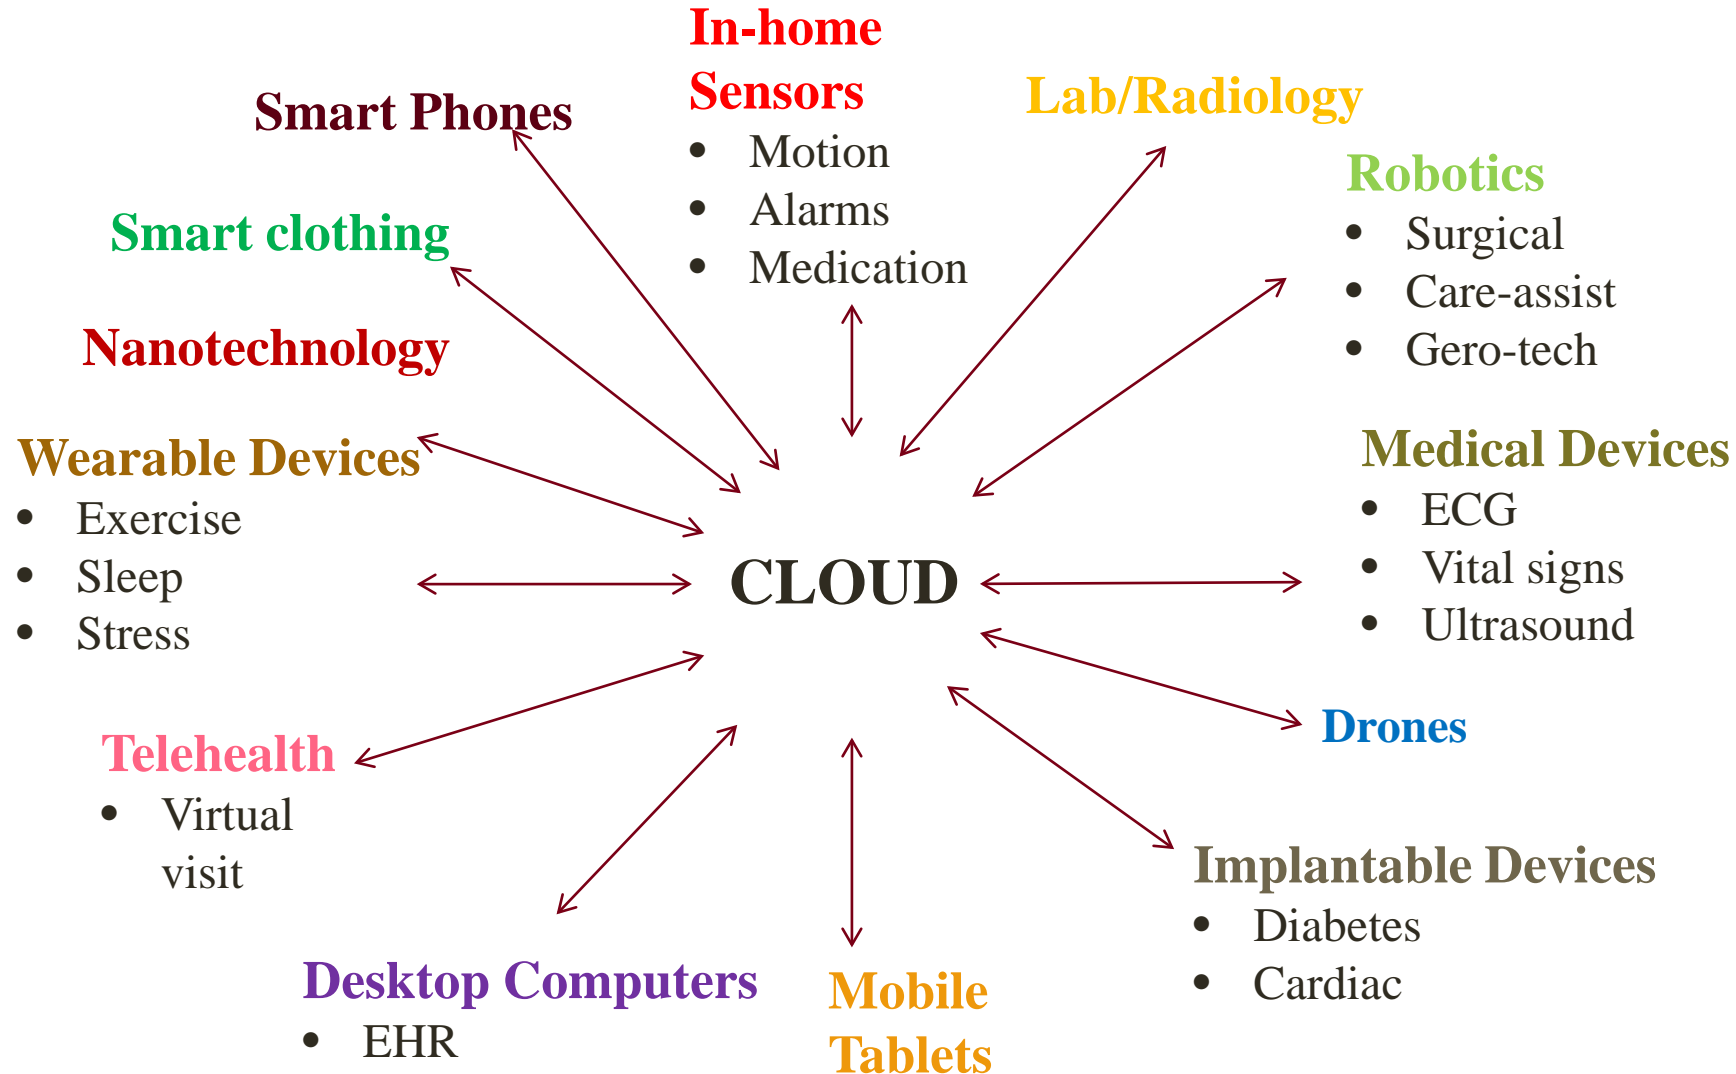 In-home
Sensors
• Motion
• Alarms
• Medication
Smart Phones
Lab/Radiology
Robotics
• Surgical
• Care-assist
• Gero-tech
Smart clothing
Nanotechnology
Wearable Devices
• Exercise
• Sleep
• Stress
CLOUD
Medical Devices
• ECG
• Vital signs
• Ultrasound
Drones
Telehealth
• Virtual
visit
Implantable Devices
• Diabetes
• Cardiac
Desktop Computers
• EHR
Mobile
Tablets